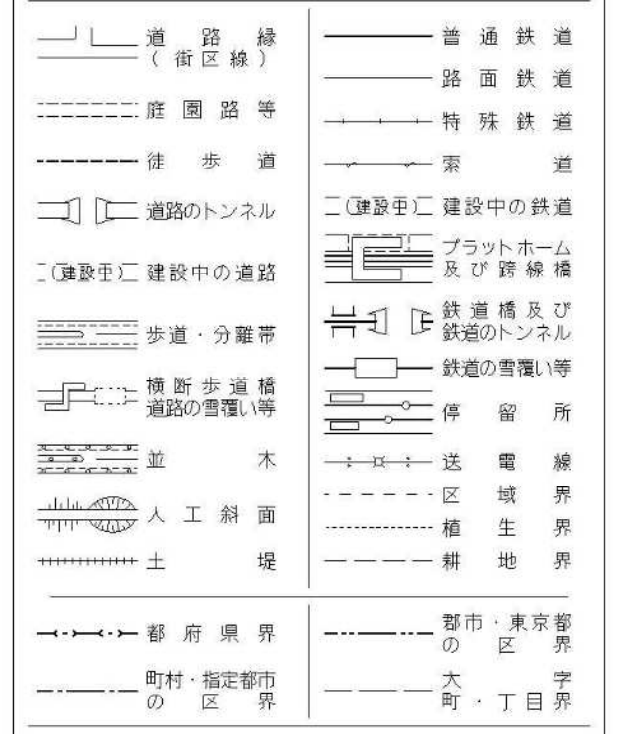 道路縁
(街区線)
庭園路等
徒歩道
道路のトンネル
(建設中) 建設中の道路
歩道・分離帯
横断歩道橋
道路の雪覆い等
並木
人工斜面
土堤
普通鉄道
路面鉄道
特殊鉄道
索道
(建設中) 建設中の鉄道
プラットホーム
及び跨線橋
鉄道橋及び
鉄道のトンネル
鉄道の雪覆い等
停留所
送電線
区域界
植生界
耕地界
都府県界
町村・指定都市
の区界
郡市・東京都
の区界
大字
町・丁目界